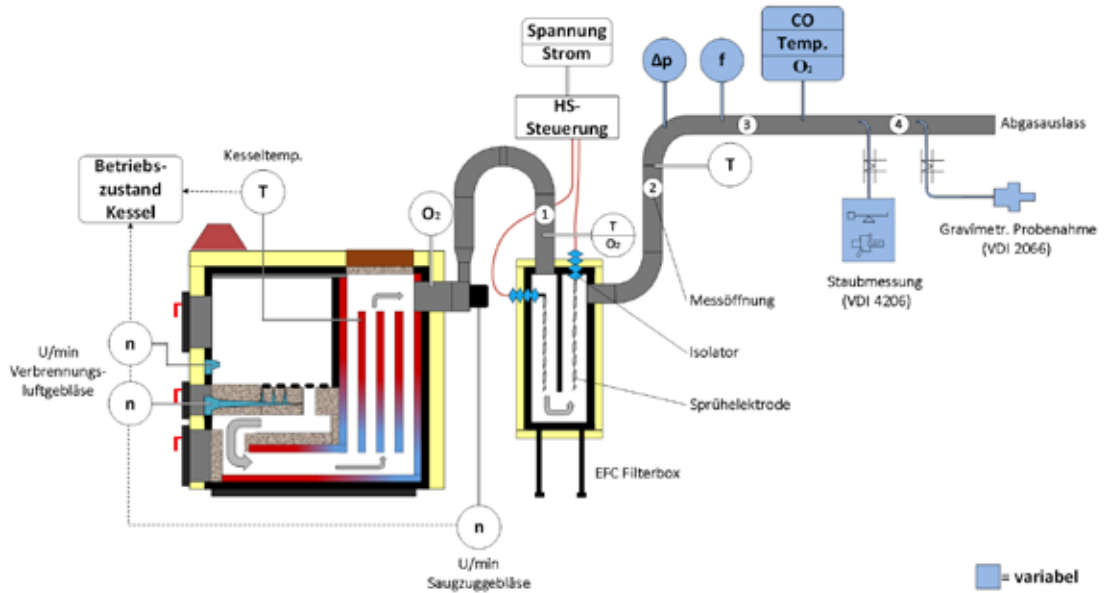 Spannung
Strom
HS-
Steuerung
Δp
f
CO
Temp.
O₂
3
4
Abgasauslass
Betriebs-
zustand
Kessel
Kesseltemp.
T
O₂
1
T
O₂
2
T
Gravimetr. Probenahme
(VDI 2066)
Staubmessung
(VDI 4206)
Messöffnung
Isolator
Sprühelektrode
n
U/min
Verbrennungs-
luftgebläse
n
EFC Filterbox
n
U/min
Saugzuggebläse
= variabel